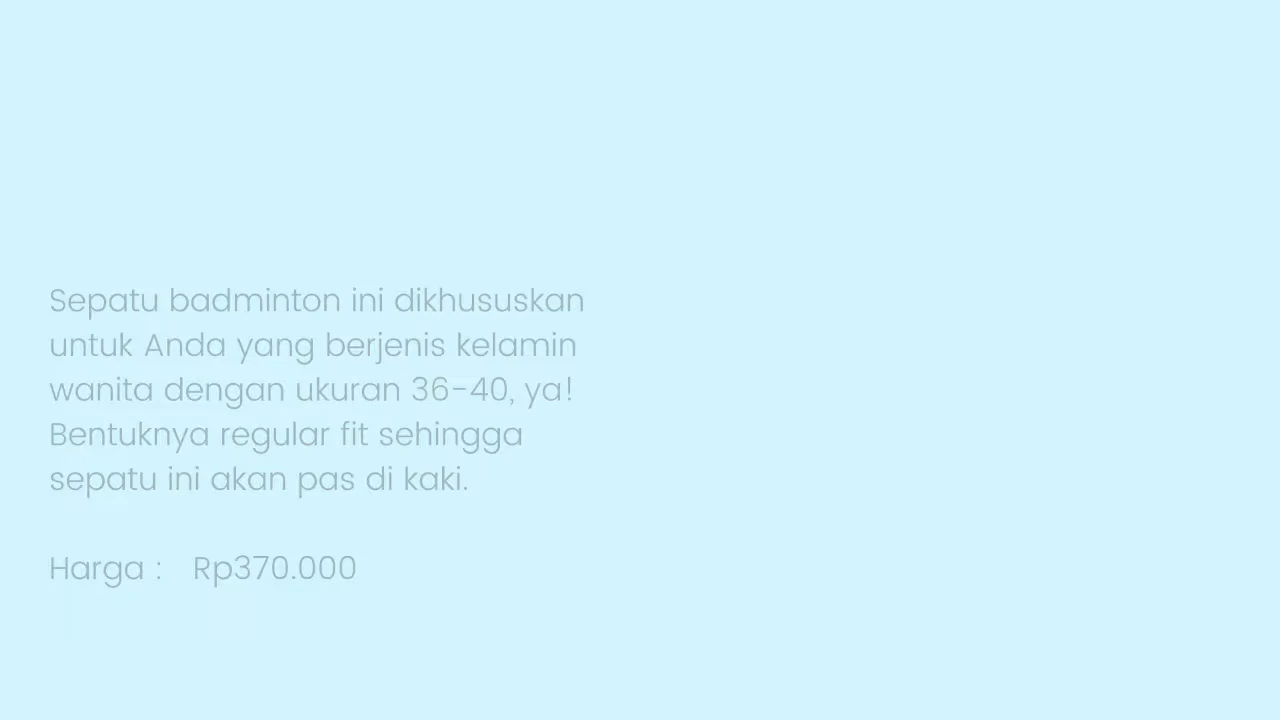 Sepatu badminton ini dikhususkan
untuk Anda yang berjenis kelamin
wanita dengan ukuran 36-40, ya!
Bentuknya regular fit sehingga
sepatu ini akan pas di kaki.
Harga : Rp370.000